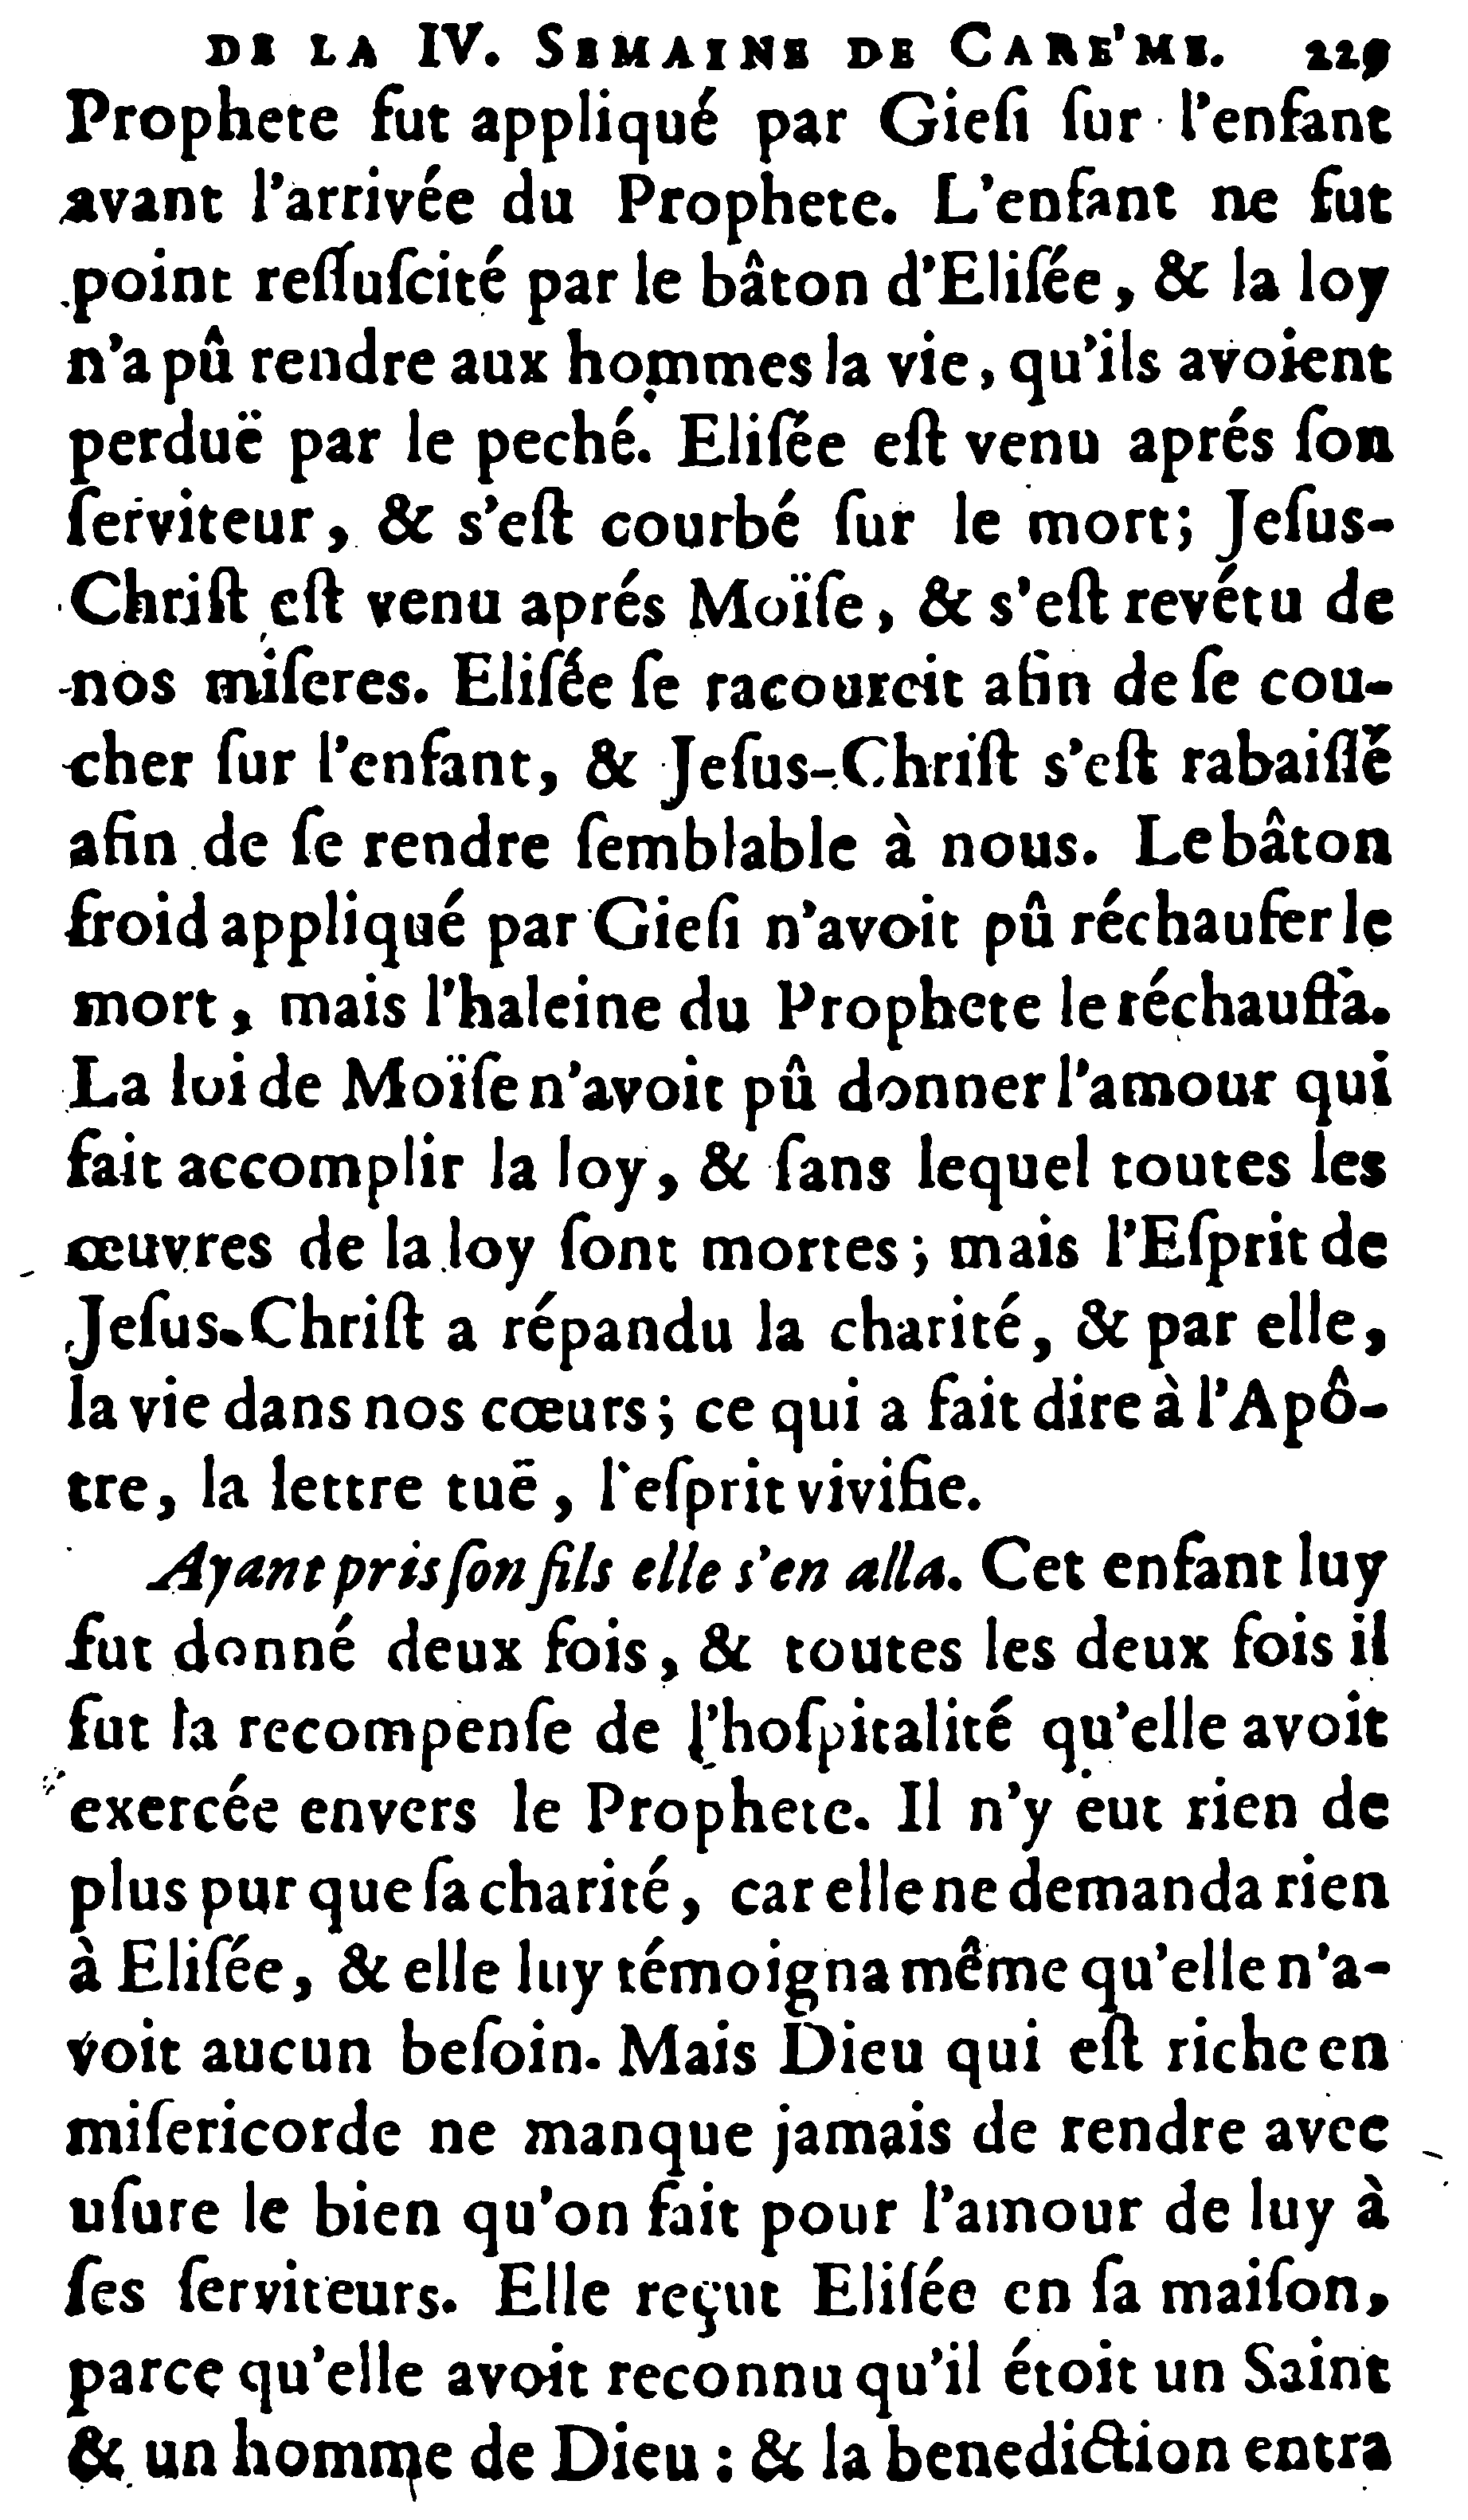 DE LA IV. SEMAINE DE CARE'ME. 229
Prophete fut appliqué par Gieſi ſur l'enfant
avant l'arrivée du Prophete. L'enfant ne fut
point reſſuſcité par le bâton d'Eliſée, & la loy
n'a pû rendre aux hommes la vie, qu'ils avoient
perduë par le peché. Eliſée eſt venu aprés ſon
ſerviteur, & s'eſt courbé ſur le mort; Jeſus-
Chriſt eſt venu aprés Moïſe, & s'eſt revétu de
nos miſeres. Eliſée ſe racourcit afin de ſe cou-
cher ſur l'enfant, & Jeſus-Chriſt s'eſt rabaiſſé
afin de ſe rendre ſemblable à nous. Le bâton
froid appliqué par Gieſi n'avoit pû réchaufer le
mort, mais l'haleine du Prophete le réchauffa.
La loi de Moïſe n'avoit pû donner l'amour qui
fait accomplir la loy, & ſans lequel toutes les
œuvres de la loy ſont mortes; mais l'Eſprit de
Jeſus-Chriſt a répandu la charité, & par elle,
la vie dans nos cœurs; ce qui a fait dire à l'Apô-
tre, la lettre tuë, l'eſprit vivifie.
Ayant pris ſon fils elle s'en alla. Cet enfant luy
fut donné deux fois, & toutes les deux fois il
fut la recompenſe de l'hoſpitalité qu'elle avoit
exercée envers le Prophete. Il n'y eut rien de
plus pur que ſa charité, car elle ne demanda rien
à Eliſée, & elle luy témoigna même qu'elle n'a-
voit aucun beſoin. Mais Dieu qui eſt riche en
miſericorde ne manque jamais de rendre avec
uſure le bien qu'on fait pour l'amour de luy à
ſes ſerviteurs. Elle reçut Eliſée en ſa maiſon,
parce qu'elle avoit reconnu qu'il étoit un Saint
& un homme de Dieu : & la benediction entra